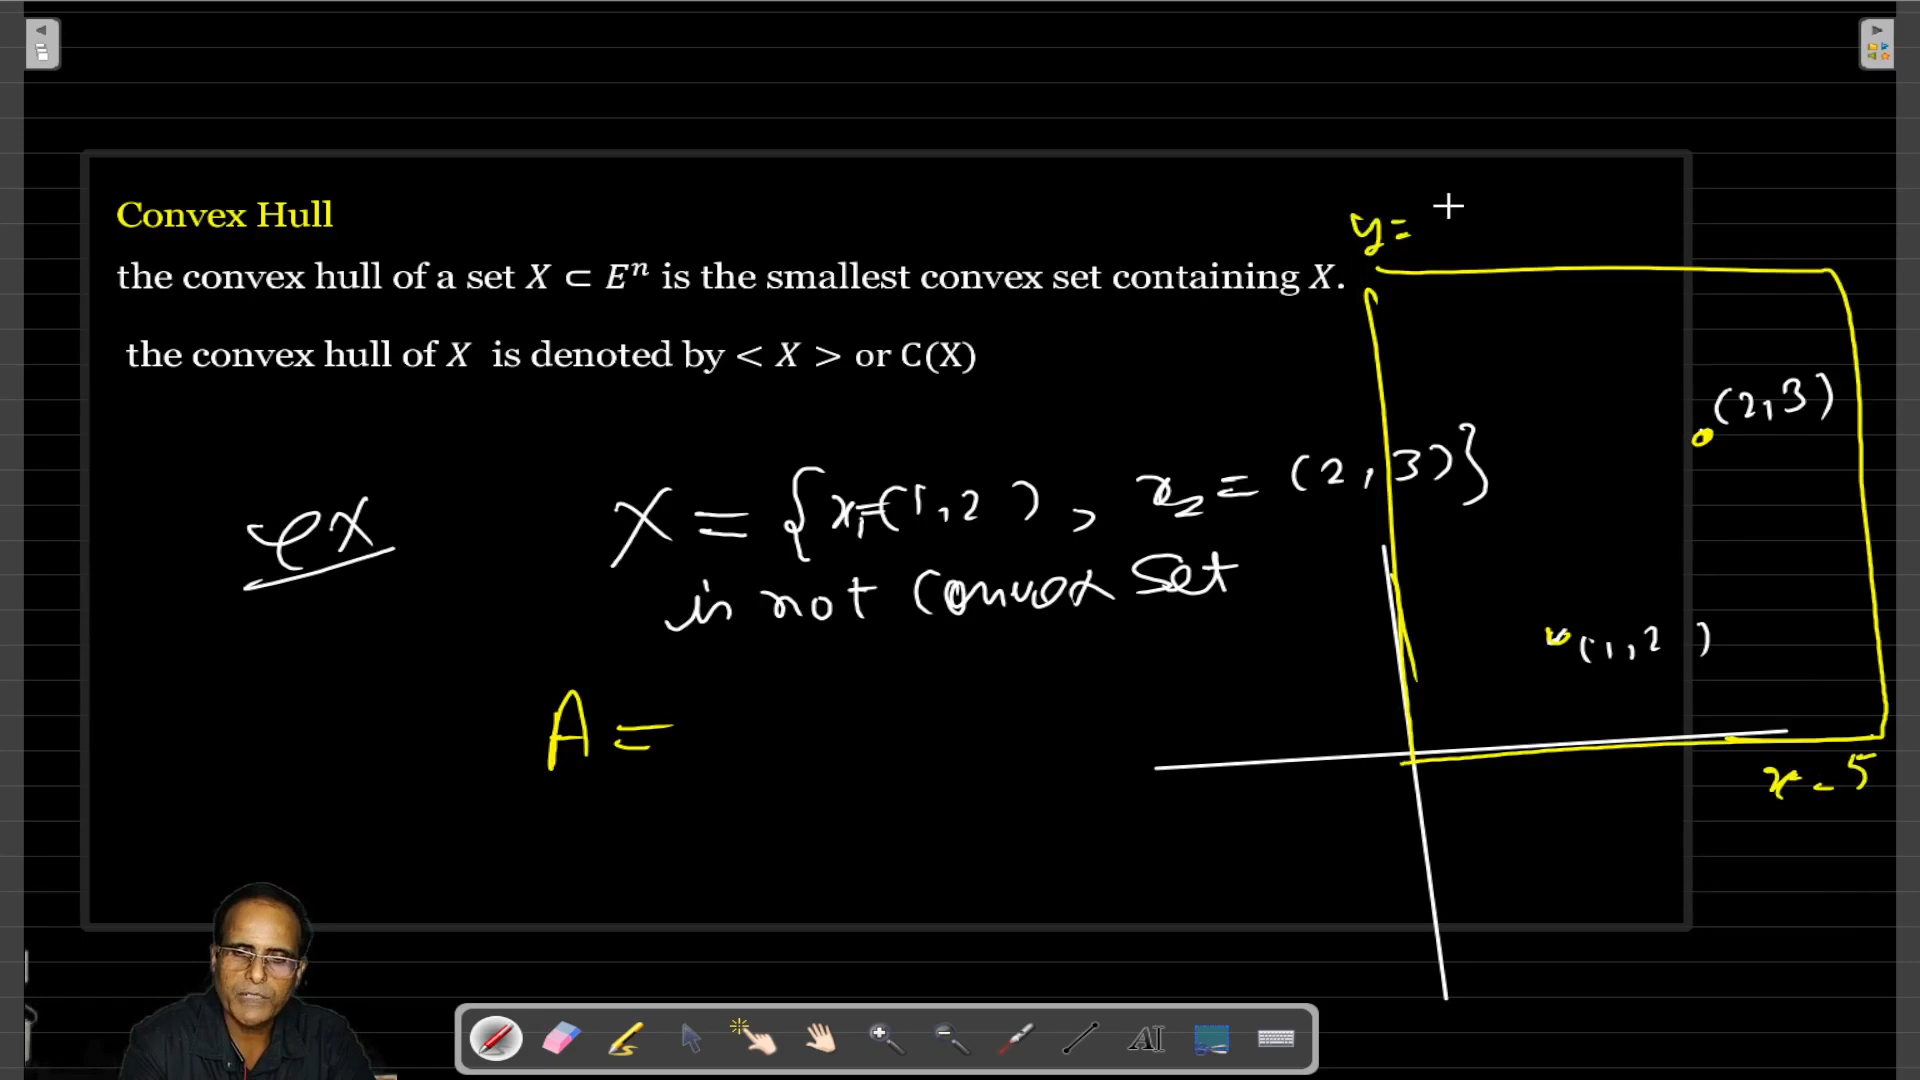 Convex Hull
y=
the convex hull of a set X ⊂ Eⁿ is the smallest convex set containing X.
the convex hull of X is denoted by < X > or C(X)
(2,3)
ex X = {x₁=(1,2), x₂ = (2,3)}
is not convex set
(1,2)
A =
x=5
AI